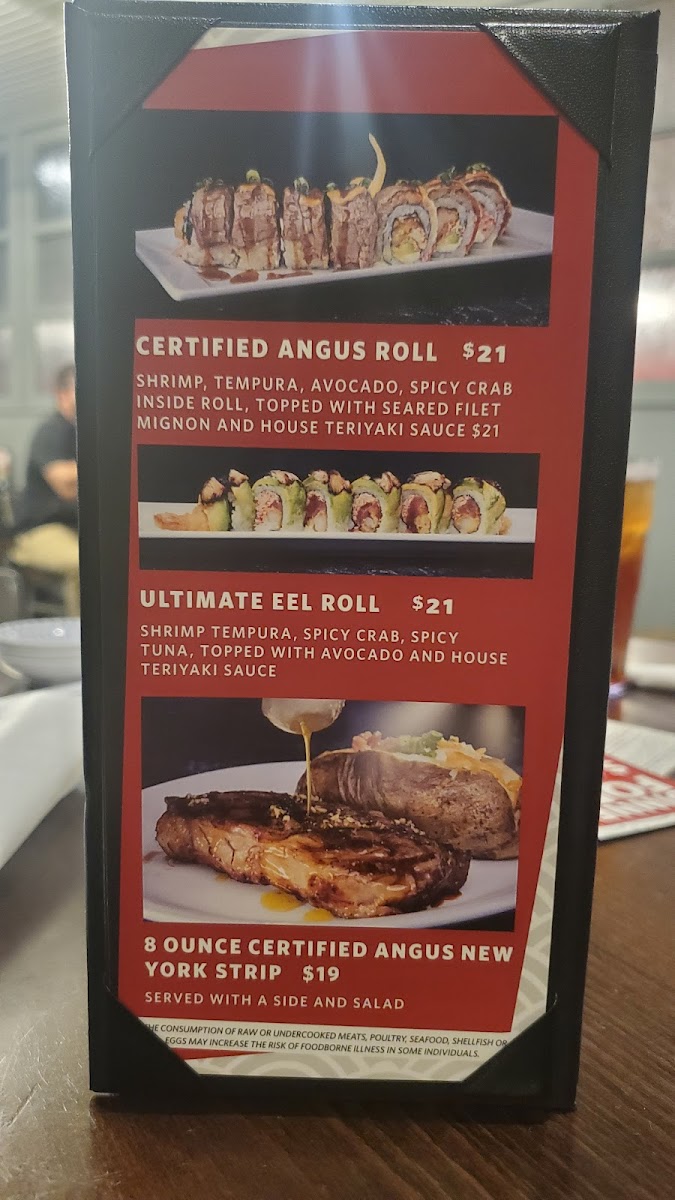 CERTIFIED ANGUS ROLL $21
SHRIMP, TEMPURA, AVOCADO, SPICY CRAB
INSIDE ROLL, TOPPED WITH SEARED FILET
MIGNON AND HOUSE TERIYAKI SAUCE $21
ULTIMATE EEL ROLL $21
SHRIMP TEMPURA, SPICY CRAB, SPICY
TUNA, TOPPED WITH AVOCADO AND HOUSE
TERIYAKI SAUCE
8 OUNCE CERTIFIED ANGUS NEW
YORK STRIP $19
SERVED WITH A SIDE AND SALAD
CONSUMPTION OF RAW OR UNDERCOOKED MEATS, POULTRY, SEAFOOD, SHELLFISH OR
EGGS MAY INCREASE THE RISK OF FOODBORNE ILLNESS IN SOME INDIVIDUALS.